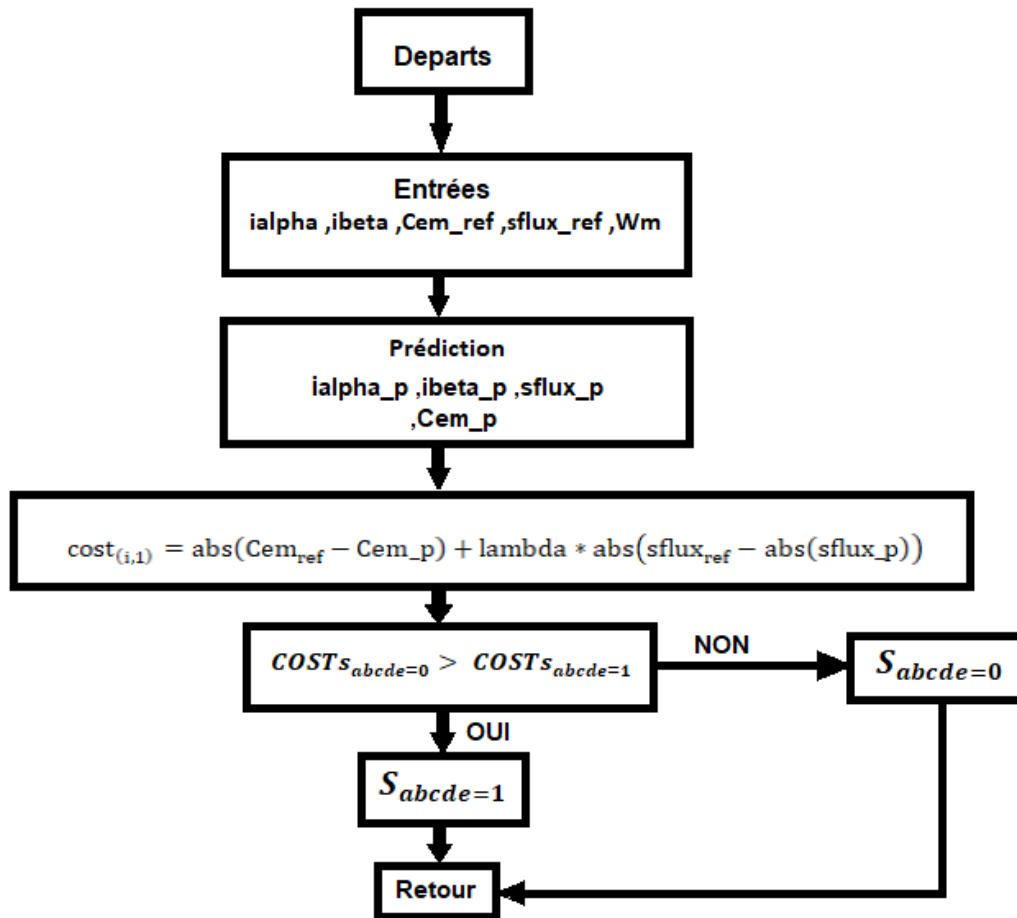 Departs
Entrées
ialpha ,ibeta ,Cem_ref ,sflux_ref ,Wm
Prédiction
ialpha_p ,ibeta_p ,sflux_p
,Cem_p
cost(i,1) = abs(Cemref − Cem_p) + lambda * abs(sfluxref − abs(sflux_p))
COSTsabcde=0 > COSTsabcde=1
NON
Sabcde=0
OUI
Sabcde=1
Retour